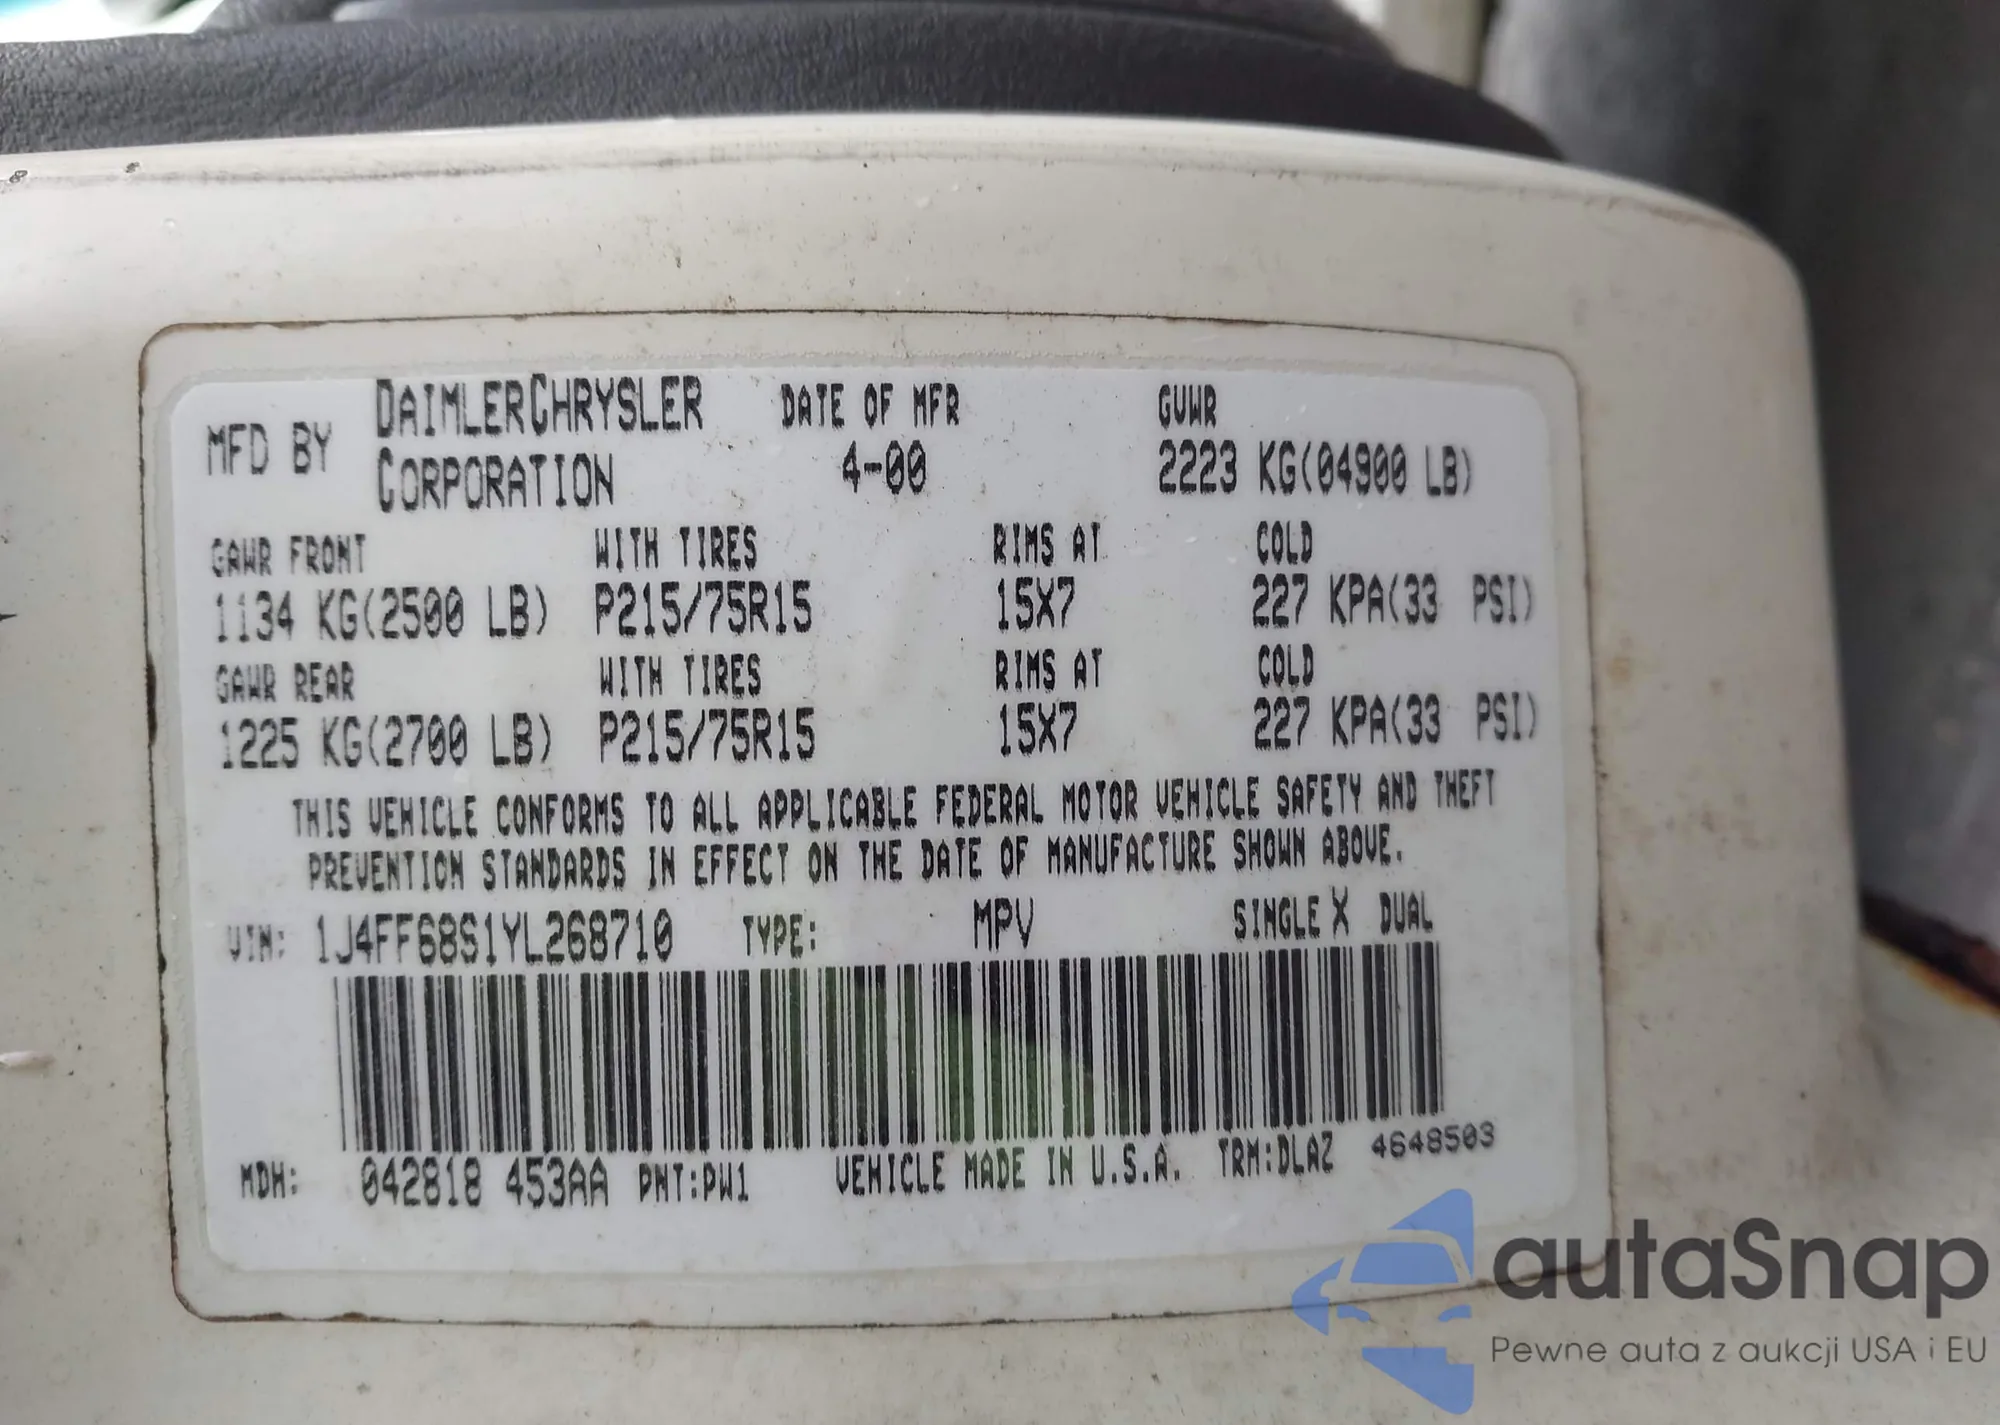 MFD BY DAIMLERCHRYSLER CORPORATION DATE OF MFR 4-00 GVWR 2223 KG(04900 LB)
GAWR FRONT WITH TIRES RIMS AT COLD
1134 KG(2500 LB) P215/75R15 15X7 227 KPA(33 PSI)
GAWR REAR WITH TIRES RIMS AT COLD
1225 KG(2700 LB) P215/75R15 15X7 227 KPA(33 PSI)
THIS VEHICLE CONFORMS TO ALL APPLICABLE FEDERAL MOTOR VEHICLE SAFETY AND THEFT
PREVENTION STANDARDS IN EFFECT ON THE DATE OF MANUFACTURE SHOWN ABOVE.
VIN: 1J4FF68S1YL268710 TYPE: MPV SINGLE X DUAL
MDH: 042818 453AA PNT:PW1 VEHICLE MADE IN U.S.A. TRM:DLAZ 4648503
autaSnap
Pewne auta z aukcji USA i EU